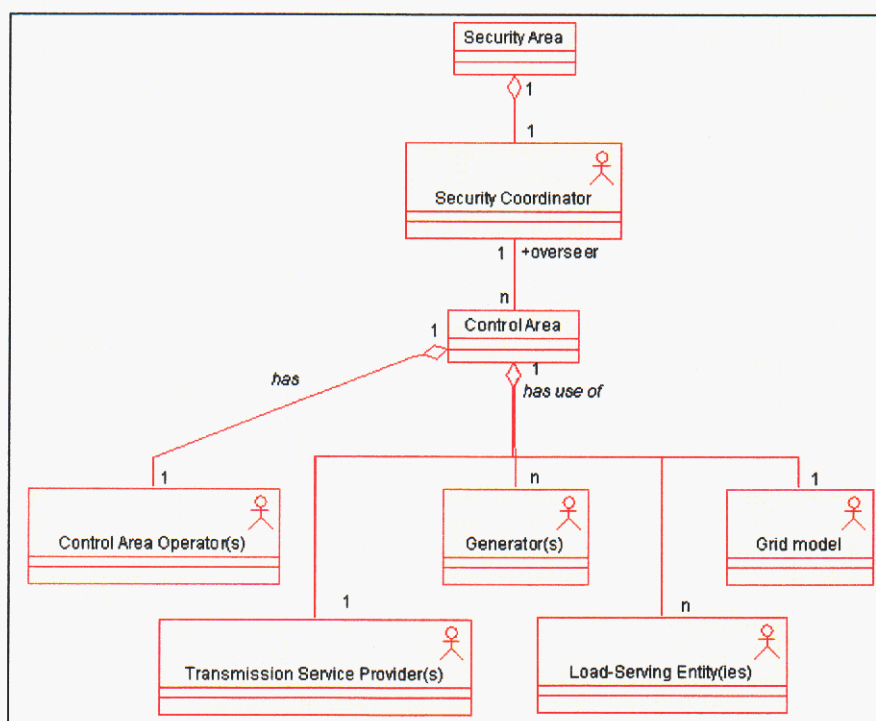 Security Area
1
1
Security Coordinator
1 +overseer
n
Control Area
1
1
has
has use of
1
n
1
Control Area Operator(s)
Generator(s)
Grid model
1
n
Transmission Service Provider(s)
Load-Serving Entity(ies)